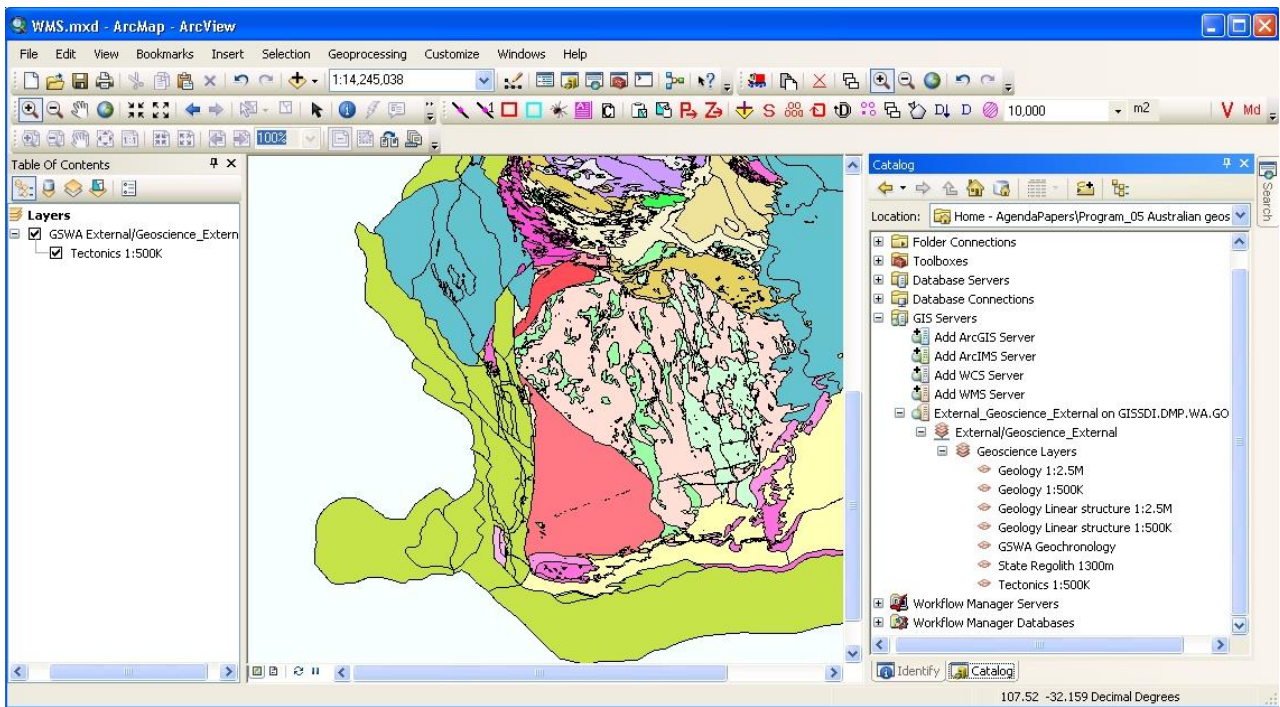 WMS.mxd - ArcMap - ArcView
File Edit View Bookmarks Insert Selection Geoprocessing Customize Windows Help
1:14,245,038
10,000 m2 V Md
100%
Table Of Contents
Layers
GSWA External/Geoscience_Extern
Tectonics 1:500K
Catalog
Location: Home - AgendaPapers\Program_05 Australian geos
Folder Connections
Toolboxes
Database Servers
Database Connections
GIS Servers
Add ArcGIS Server
Add ArcIMS Server
Add WCS Server
Add WMS Server
External_Geoscience_External on GISSDI.DMP.WA.GO
External/Geoscience_External
Geoscience Layers
Geology 1:2.5M
Geology 1:500K
Geology Linear structure 1:2.5M
Geology Linear structure 1:500K
GSWA Geochronology
State Regolith 1300m
Tectonics 1:500K
Workflow Manager Servers
Workflow Manager Databases
Identify Catalog
Search
107.52 -32.159 Decimal Degrees